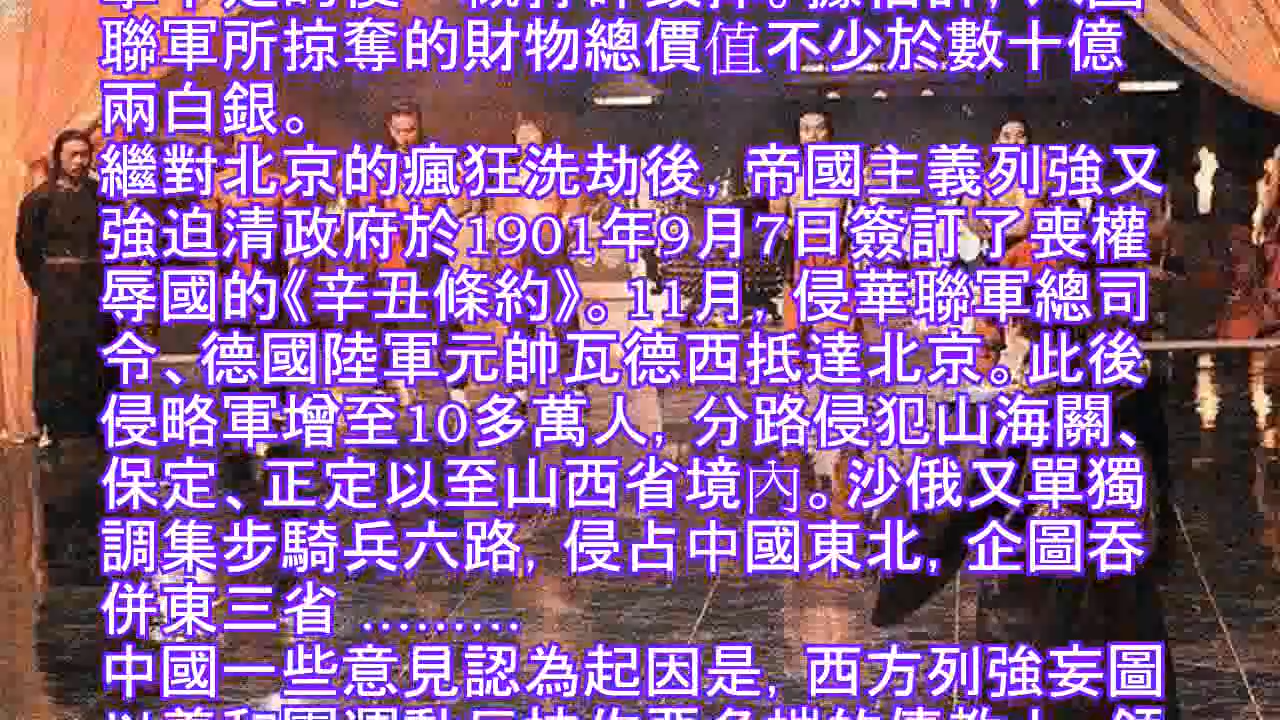 聯軍所掠奪的財物總價值不少於數十億
兩白銀。
繼對北京的瘋狂洗劫後, 帝國主義列強又
強迫清政府於1901年9月7日簽訂了喪權
辱國的《辛丑條約》。11月, 侵華聯軍總司
令、德國陸軍元帥瓦德西抵達北京。此後
侵略軍增至10多萬人, 分路侵犯山海關、
保定、正定以至山西省境內。沙俄又單獨
調集步騎兵六路, 侵占中國東北, 企圖吞
併東三省 .........
中國一些意見認為起因是, 西方列強妄圖